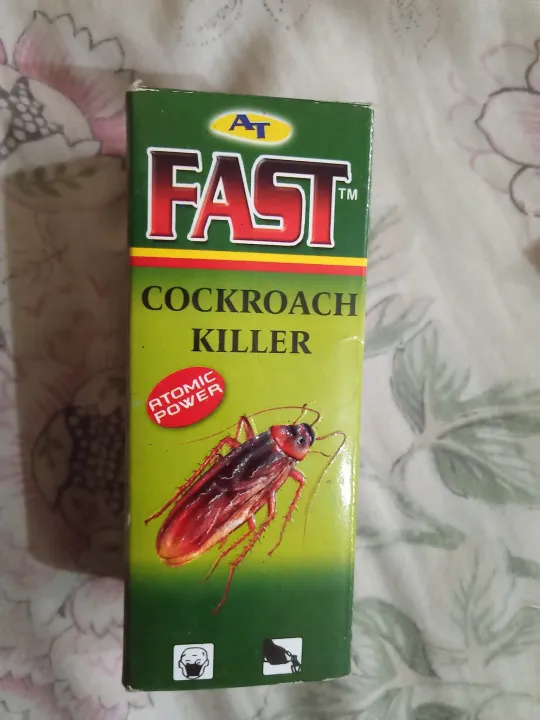 AT
FAST™
COCKROACH
KILLER
ATOMIC
POWER